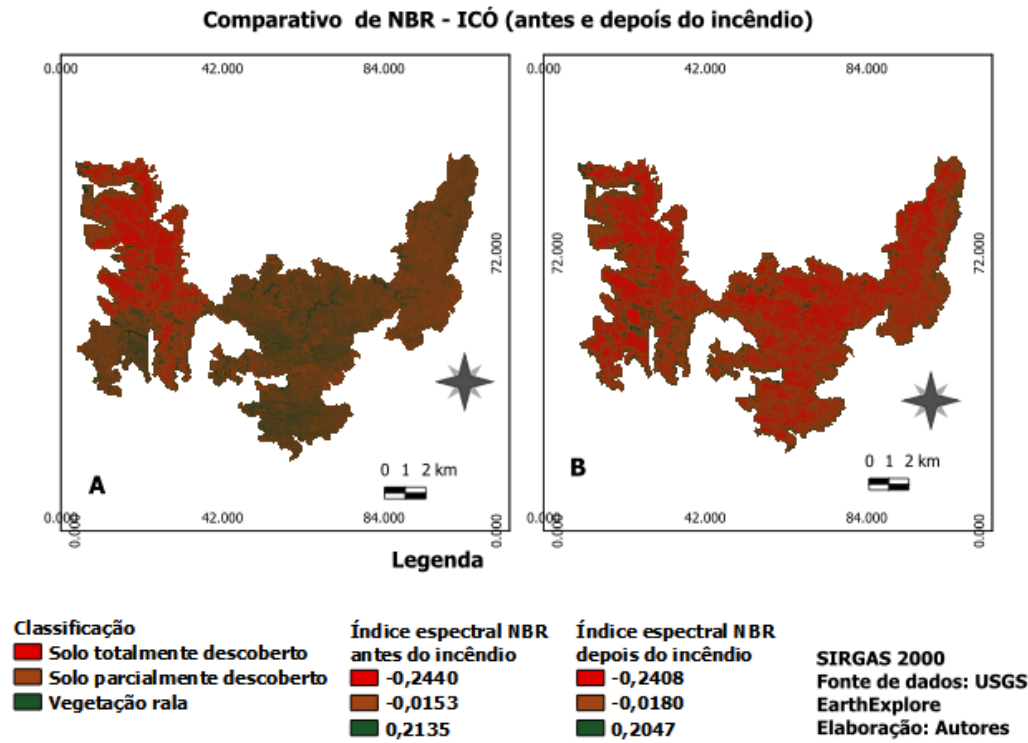 Comparativo de NBR - ICÓ (antes e depoís do incêndio)
0.000 42.000 84.000
0.000 42.000 84.000
72.000
72.000
72.000
A
0 1 2 km
B
0 1 2 km
0.000 42.000 84.000
0.000 42.000 84.000
0.000
0.000
0.000
0.000
Legenda
Classificação
Solo totalmente descoberto
Solo parcialmente descoberto
Vegetação rala
Índice espectral NBR
antes do incêndio
-0,2440
-0,0153
0,2135
Índice espectral NBR
depois do incêndio
-0,2408
-0,0180
0,2047
SIRGAS 2000
Fonte de dados: USGS
EarthExplore
Elaboração: Autores